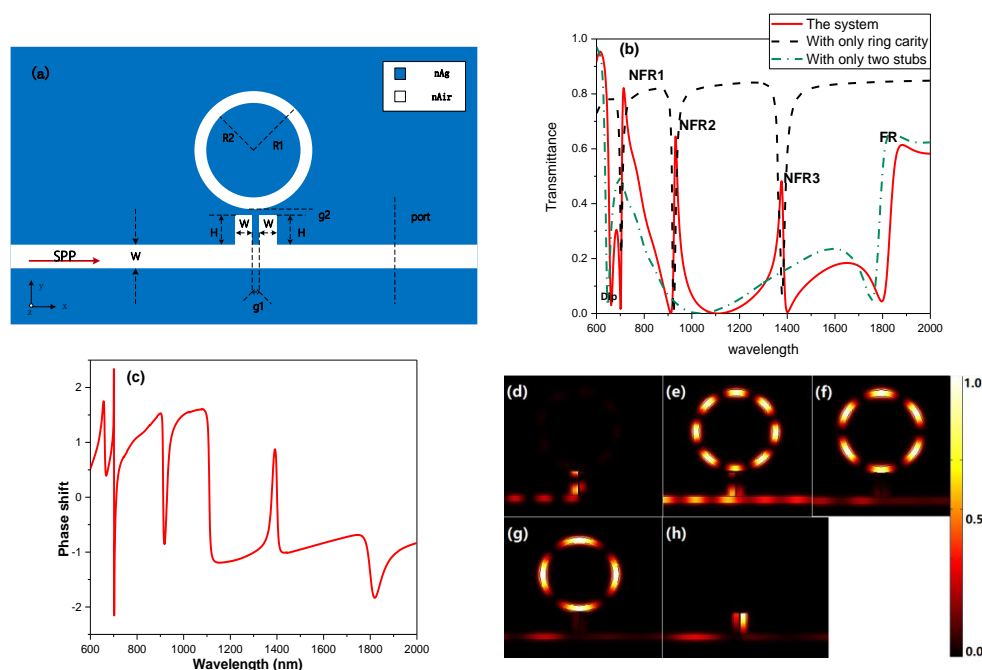 (a)
nAg
nAir
R2
R1
g2
port
H
W
W
H
SPP
W
y
z
x
g1
(b)
The system
With only ring carity
With only two stubs
1.0
0.8
0.6
0.4
0.2
0.0
Transmittance
NFR1
NFR2
NFR3
FR
Dip
600 800 1000 1200 1400 1600 1800 2000
wavelength
(c)
2
1
0
-1
-2
Phase shift
600 800 1000 1200 1400 1600 1800 2000
Wavelength (nm)
(d)
(e)
(f)
(g)
(h)
1.0
0.5
0.0